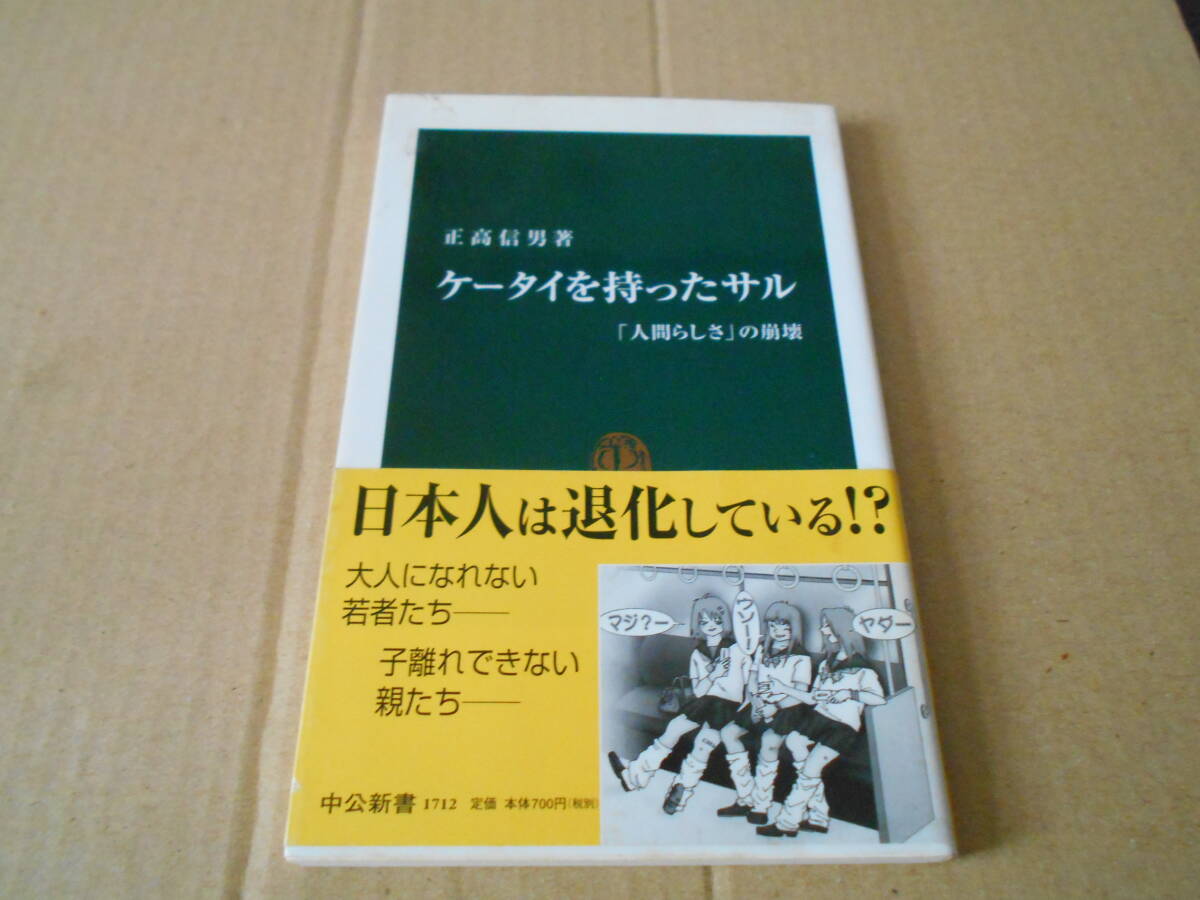 正高信男著
ケータイを持ったサル
「人間らしさ」の崩壊
日本人は退化している!?
大人になれない
若者たち──
子離れできない
親たち──
マジ?ー
ウソーー
ヤダー
中公新書 1712 定価 本体700円(税別)